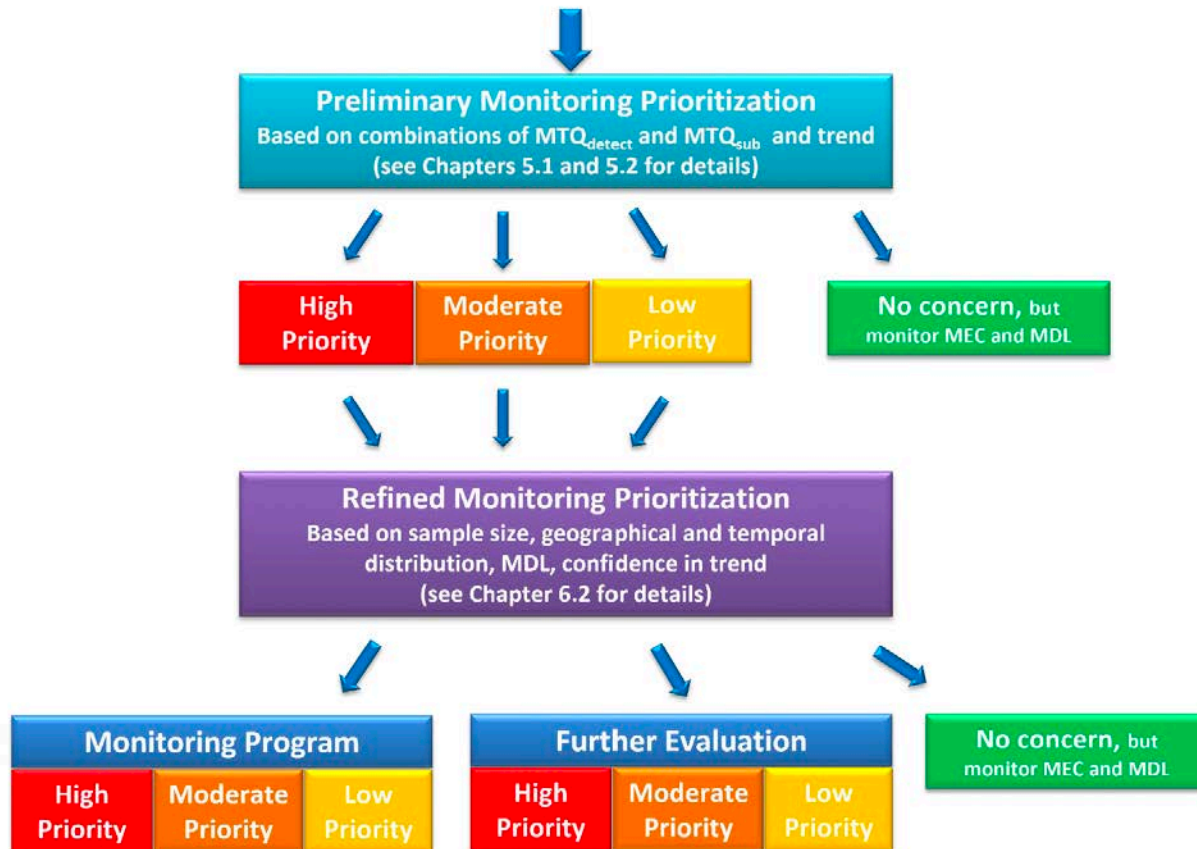 Preliminary Monitoring Prioritization
Based on combinations of MTQdetect and MTQsub and trend
(see Chapters 5.1 and 5.2 for details)
High
Priority
Moderate
Priority
Low
Priority
No concern, but
monitor MEC and MDL
Refined Monitoring Prioritization
Based on sample size, geographical and temporal
distribution, MDL, confidence in trend
(see Chapter 6.2 for details)
Monitoring Program
High
Priority
Moderate
Priority
Low
Priority
Further Evaluation
High
Priority
Moderate
Priority
Low
Priority
No concern, but
monitor MEC and MDL